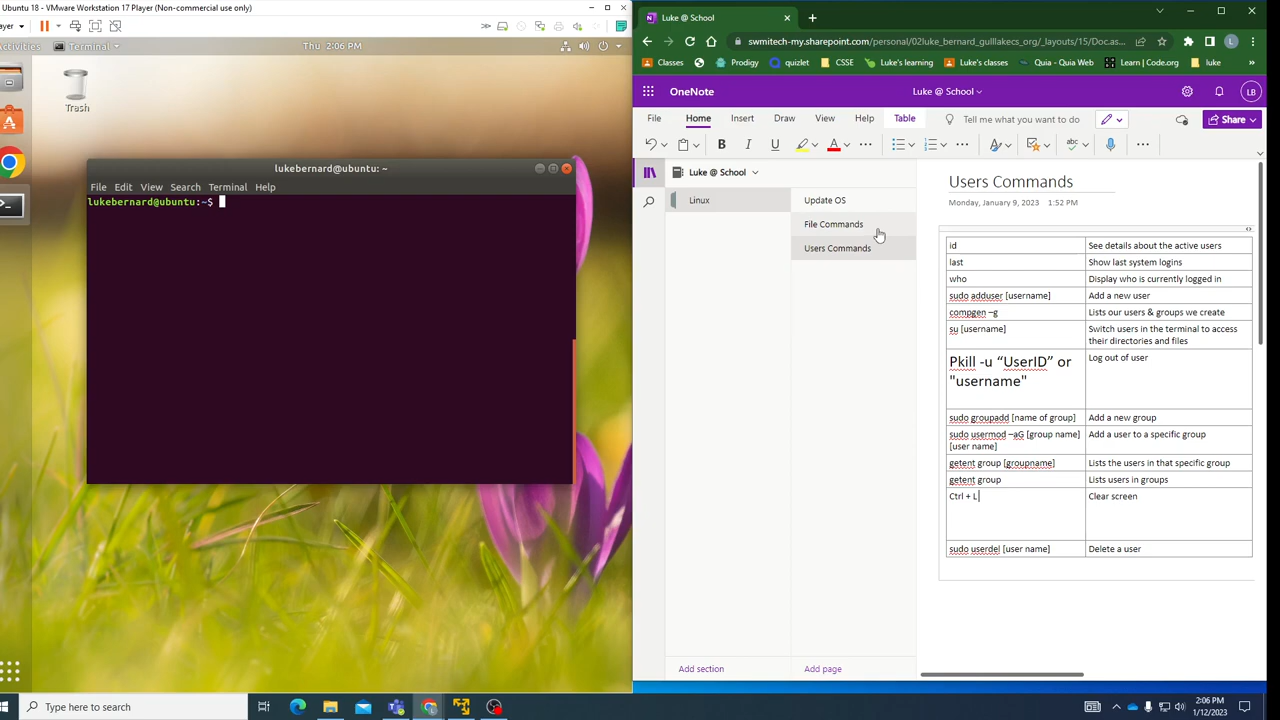 Ubuntu 18 - VMware Workstation 17 Player (Non-commercial use only)
ayer
Activities
Terminal
Thu 2:06 PM
Trash
lukebernard@ubuntu: ~
File Edit View Search Terminal Help
lukebernard@ubuntu:~$
Luke @ School
swmitech-my.sharepoint.com/personal/02luke_bernard_gulllakecs_org/_layouts/15/Doc.as...
Classes
Prodigy
quizlet
CSSE
Luke's learning
Luke's classes
Quia - Quia Web
Learn | Code.org
luke
OneNote
Luke @ School
LB
File Home Insert Draw View Help Table
Tell me what you want to do
Share
Luke @ School
Linux
Update OS
File Commands
Users Commands
Add section
Add page
Users Commands
Monday, January 9, 2023 1:52 PM
id
See details about the active users
last
Show last system logins
who
Display who is currently logged in
sudo adduser [username]
Add a new user
compgen –g
Lists our users & groups we create
su [username]
Switch users in the terminal to access
their directories and files
Pkill -u “UserID” or
"username"
Log out of user
sudo groupadd [name of group]
Add a new group
sudo usermod –aG [group name]
[user name]
Add a user to a specific group
getent group [groupname]
Lists the users in that specific group
getent group
Lists users in groups
Ctrl + L
Clear screen
sudo userdel [user name]
Delete a user
Type here to search
2:06 PM
1/12/2023